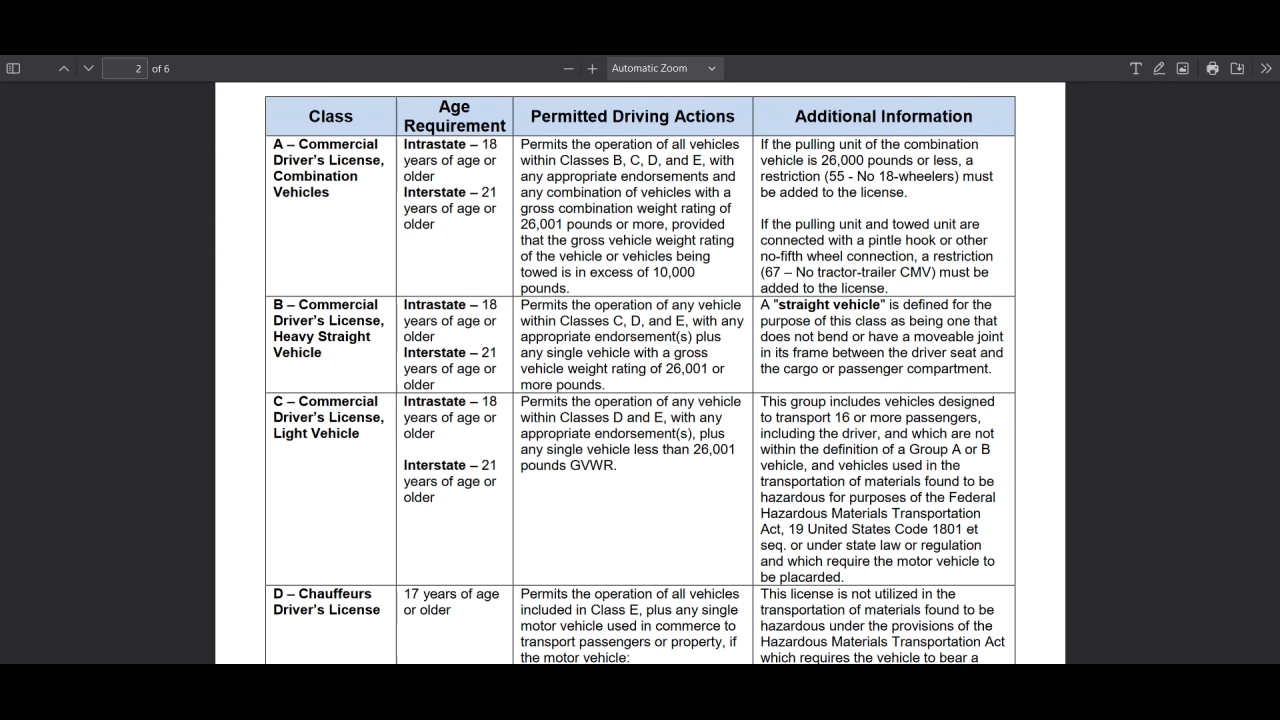 2 of 6
Automatic Zoom
Class
Age
Requirement
Permitted Driving Actions
Additional Information
A – Commercial
Driver's License,
Combination
Vehicles
Intrastate – 18
years of age or
older
Interstate – 21
years of age or
older
Permits the operation of all vehicles
within Classes B, C, D, and E, with
any appropriate endorsements and
any combination of vehicles with a
gross combination weight rating of
26,001 pounds or more, provided
that the gross vehicle weight rating
of the vehicle or vehicles being
towed is in excess of 10,000
pounds.
If the pulling unit of the combination
vehicle is 26,000 pounds or less, a
restriction (55 - No 18-wheelers) must
be added to the license.
If the pulling unit and towed unit are
connected with a pintle hook or other
no-fifth wheel connection, a restriction
(67 – No tractor-trailer CMV) must be
added to the license.
B – Commercial
Driver's License,
Heavy Straight
Vehicle
Intrastate – 18
years of age or
older
Interstate – 21
years of age or
older
Permits the operation of any vehicle
within Classes C, D, and E, with any
appropriate endorsement(s) plus
any single vehicle with a gross
vehicle weight rating of 26,001 or
more pounds.
A "straight vehicle" is defined for the
purpose of this class as being one that
does not bend or have a moveable joint
in its frame between the driver seat and
the cargo or passenger compartment.
C – Commercial
Driver's License,
Light Vehicle
Intrastate – 18
years of age or
older
Interstate – 21
years of age or
older
Permits the operation of any vehicle
within Classes D and E, with any
appropriate endorsement(s), plus
any single vehicle less than 26,001
pounds GVWR.
This group includes vehicles designed
to transport 16 or more passengers,
including the driver, and which are not
within the definition of a Group A or B
vehicle, and vehicles used in the
transportation of materials found to be
hazardous for purposes of the Federal
Hazardous Materials Transportation
Act, 19 United States Code 1801 et
seq. or under state law or regulation
and which require the motor vehicle to
be placarded.
D – Chauffeurs
Driver's License
17 years of age
or older
Permits the operation of all vehicles
included in Class E, plus any single
motor vehicle used in commerce to
transport passengers or property, if
the motor vehicle:
This license is not utilized in the
transportation of materials found to be
hazardous under the provisions of the
Hazardous Materials Transportation Act
which requires the vehicle to bear a